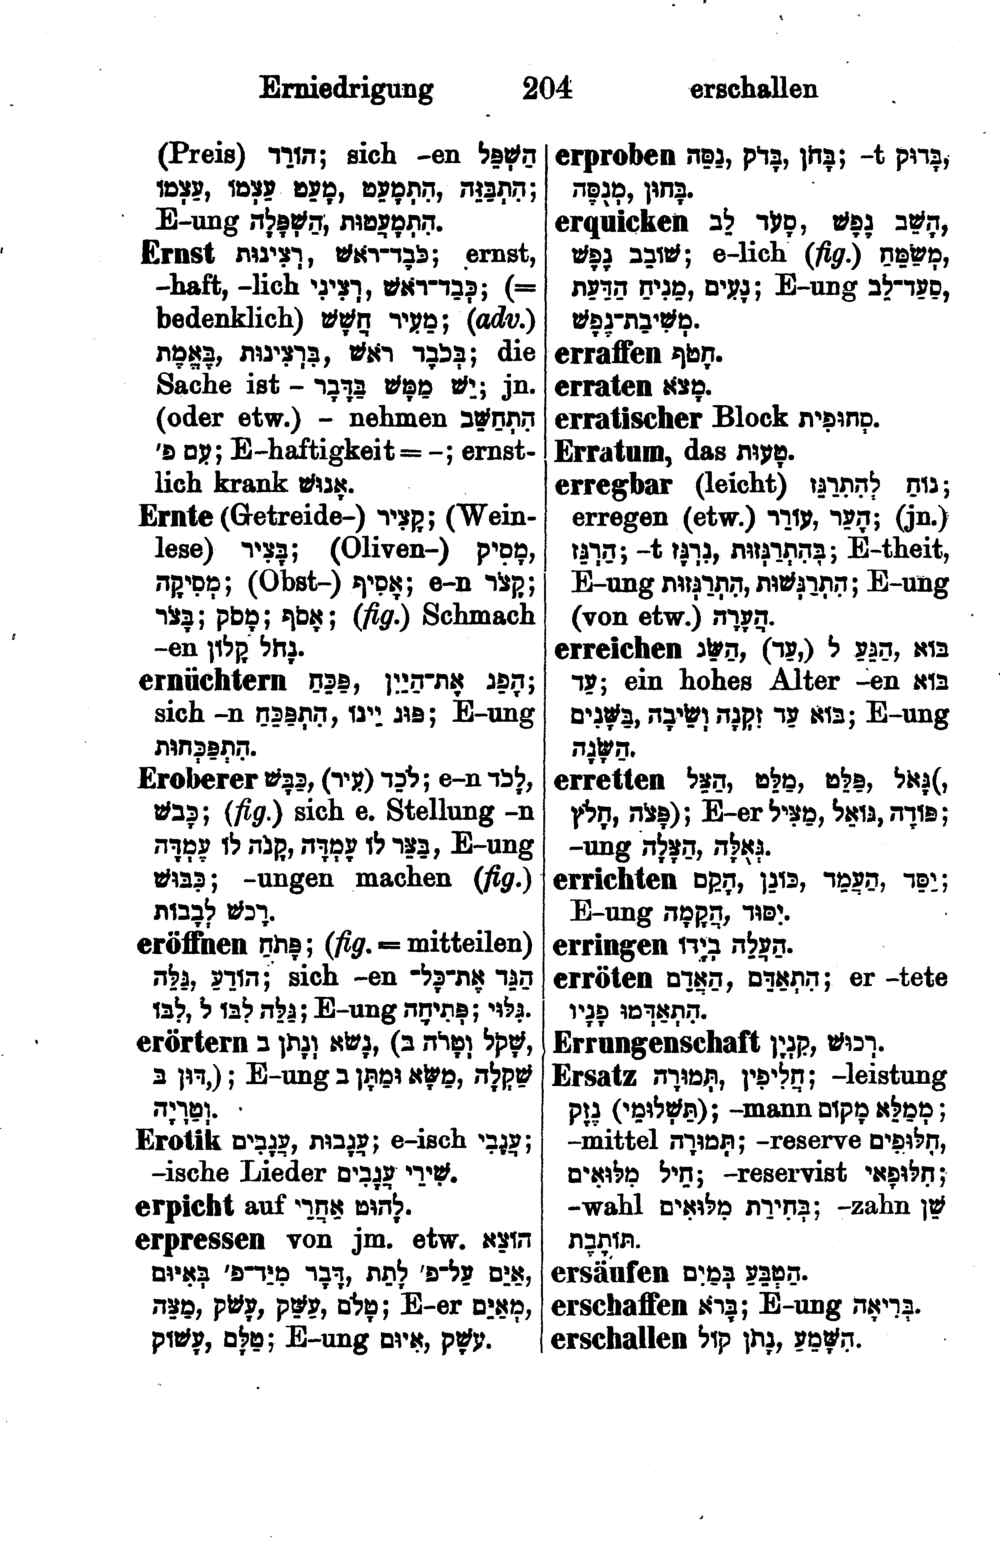 Erniedrigung 204 erschallen
(Preis) הוֹרֵד; sich -en הַשְׁפֵּל
עַצְמוֹ, מַעֵט עַצְמוֹ, הִתְמָעֵט, הִתְבַּזֵּה;
E-ung הַשְׁפָּלָה, הִתְמָעֲטוּת.
Ernst כֹּבֶד-רֹאשׁ, רְצִינוּת; ernst,
-haft, -lich כְּבַד-רֹאשׁ, רְצִינִי; (=
bedenklich) מֵעִיר חֲשָׁשׁ; (adv.)
בְּכֹבֶד רֹאשׁ, בִּרְצִינוּת, בֶּאֱמֶת; die
Sache ist - יֵשׁ מַמָּשׁ בַּדָּבָר; jn.
(oder etw.) - nehmen הִתְחַשֵּׁב
עִם פ'; E-haftigkeit = -; ernst-
lich krank אָנוּשׁ.
Ernte (Getreide-) קָצִיר; (Wein-
lese) בָּצִיר; (Oliven-) מָסִיק,
מְסִיקָה; (Obst-) אָסִיף; e-n קָצֹר;
בָּצֹר; מָסֹק; אָסֹף; (fig.) Schmach
-en נָחֹל קָלוֹן.
ernüchtern פַּכֵּחַ, הָפֵג אֶת-הַיַּיִן;
sich -n הִתְפַּכֵּחַ, פּוּג יֵינוֹ; E-ung
הִתְפַּכְּחוּת.
Eroberer כַּבָּשׁ, (עִיר) לֹכֵד; e-n לָכֹד,
כָּבֹשׁ; (fig.) sich e. Stellung -n
בַּצֵּר לוֹ עֶמְדָּה, קָנֹה לוֹ עֶמְדָּה, E-ung
כִּבּוּשׁ; -ungen machen (fig.)
רָכֹשׁ לְבָבוֹת.
eröffnen פָּתֹחַ; (fig. = mitteilen)
הוֹדֵעַ, גַּלֵּה; sich -en הַגֵּד אֶת-כָּל-
לִבּוֹ, גַּלֵּה לִבּוֹ ל; E-ung פְּתִיחָה; גִּלּוּי.
erörtern נָשֹׂא וְנָתֹן ב, (שָׁקֹל וְטָרֹה ב,
דּוּן ב); E-ung שַׁקְלָה, מַשָּׂא וּמַתָּן ב
וְטַרְיָה.
Erotik עֲנָבִים, עֲגָבוּת; e-isch עֲגָבִי;
-ische Lieder שִׁירֵי עֲגָבִים.
erpicht auf לָהוּט אַחֲרֵי.
erpressen von jm. etw. הוֹצֵא
דָּבָר מִיַּד-פ' בְּאִיּוּם, אַיֵּם עַל-פ' לָתֵת,
עָשֹׁק, מַצֵּה; E-er מְאַיֵּם,
עָשׁוֹק; E-ung אִיּוּם, עֹשֶׁק.
erproben בָּחֹן, בָּדֹק, נַסֵּה; -t בָּדוּק,
בָּחוּן, מְנֻסֶּה.
erquicken הָשֵׁב נֶפֶשׁ, סָעֹד לֵב,
שׁוֹבֵב נֶפֶשׁ; e-lich (fig.) מְשַׂמֵּחַ,
נָעִים, מֵנִיחַ הַדַּעַת; E-ung סַעַד-לֵב,
מְשִׁיבַת-נֶפֶשׁ.
erraffen חָטֹף.
erraten מָצֹא.
erratischer Block סְחוּפִית.
Erratum, das טָעוּת.
erregbar (leicht) נוֹחַ לְהִתְרַגֵּז;
erregen (etw.) הָעֵר, עוֹרֵר; (jn.)
הַרְגֵּז; -t נִרְגָּז, בְּהִתְרַגְּזוּת; E-theit,
E-ung הִתְרַגְּשׁוּת, הִתְרַגְּזוּת; E-ung
(von etw.) הֶעָרָה.
erreichen הַשֵּׂג, (עַד,) הַגֵּעַ ל, בּוֹא
עַד; ein hohes Alter -en בּוֹא
בּוֹא עַד זִקְנָה וְשֵׂיבָה, בַּשָּׁנִים; E-ung
הַשָּׂגָה.
erretten הַצֵּל, מַלֵּט, פַּלֵּט, (גָּאֹל,
פָּצֹה, חָלֹץ); E-er מַצִּיל, גּוֹאֵל, פּוֹדֶה;
-ung הַצָּלָה, גְּאֻלָּה.
errichten הָקֵם, כּוֹנֵן, הַעֲמֵד, יַסֵּד;
E-ung הֲקָמָה, יִסּוּד.
erringen הַעֲלֵה בְיָדוֹ.
erröten הַאֲדֵם, הִתְאַדֵּם; er -tete
הִתְאַדְּמוּ פָּנָיו.
Errungenschaft קִנְיָן, רְכוּשׁ.
Ersatz תְּמוּרָה, חֲלִיפִין; -leistung
(תַּשְׁלוּמֵי) נֶזֶק; -mann מְמַלֵּא מָקוֹם;
-mittel תְּמוּרָה; -reserve חִלּוּפִים,
חֵיל מִלּוּאִים; -reservist חִלּוּפָאי;
-wahl בְּחִירַת מִלּוּאִים; -zahn שֵׁן
תּוֹתֶבֶת.
ersäufen הַטְבֵּעַ בְּמַיִם.
erschaffen בָּרֹא; E-ung בְּרִיאָה.
erschallen הִשָּׁמַע, נָתֹן קוֹל.